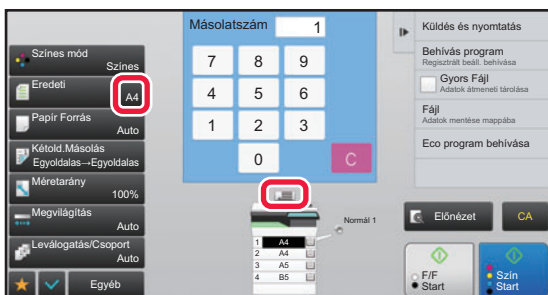 Másolatszám 1
Színes mód
Színes
Eredeti
A4
Papír Forrás
Auto
Kétold.Másolás
Egyoldalas→Egyoldalas
Méretarány
100%
Megvilágítás
Auto
Leválogatás/Csoport
Auto
Egyéb
7 8 9
4 5 6
1 2 3
0 C
Normál 1
1 A4
2 A4
3 A5
4 B5
Küldés és nyomtatás
Behívás program
Regisztrált beáll. behívása
Gyors Fájl
Adatok átmeneti tárolása
Fájl
Adatok mentése mappába
Eco program behívása
Előnézet
CA
F/F
Start
Szín
Start